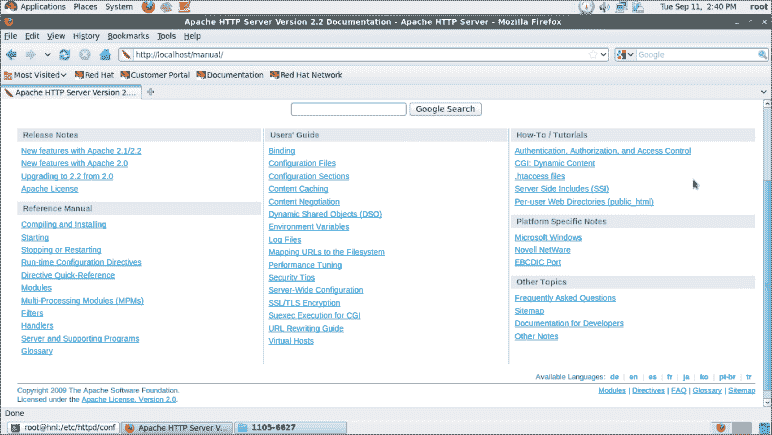 Applications Places System Tue Sep 11, 2:40 PM root
Apache HTTP Server Version 2.2 Documentation - Apache HTTP Server - Mozilla Firefox
File Edit View History Bookmarks Tools Help
http://localhost/manual/ Google
Most Visited Red Hat Customer Portal Documentation Red Hat Network
Apache HTTP Server Version 2....
Google Search
Release Notes
New features with Apache 2.1/2.2
New features with Apache 2.0
Upgrading to 2.2 from 2.0
Apache License
Reference Manual
Compiling and Installing
Starting
Stopping or Restarting
Run-time Configuration Directives
Directive Quick-Reference
Modules
Multi-Processing Modules (MPMs)
Filters
Handlers
Server and Supporting Programs
Glossary
Users' Guide
Binding
Configuration Files
Configuration Sections
Content Caching
Content Negotiation
Dynamic Shared Objects (DSO)
Environment Variables
Log Files
Mapping URLs to the Filesystem
Performance Tuning
Security Tips
Server-Wide Configuration
SSL/TLS Encryption
Suexec Execution for CGI
URL Rewriting Guide
Virtual Hosts
How-To / Tutorials
Authentication, Authorization, and Access Control
CGI: Dynamic Content
.htaccess files
Server Side Includes (SSI)
Per-user Web Directories (public_html)
Platform Specific Notes
Microsoft Windows
Novell NetWare
EBCDIC Port
Other Topics
Frequently Asked Questions
Sitemap
Documentation for Developers
Other Notes
Available Languages: de | en | es | fr | ja | ko | pt-br | tr
Copyright 2009 The Apache Software Foundation.
Licensed under the Apache License, Version 2.0.
Modules | Directives | FAQ | Glossary | Sitemap
Done
root@hni:/etc/httpd/conf Apache HTTP Server V... 1105-6627